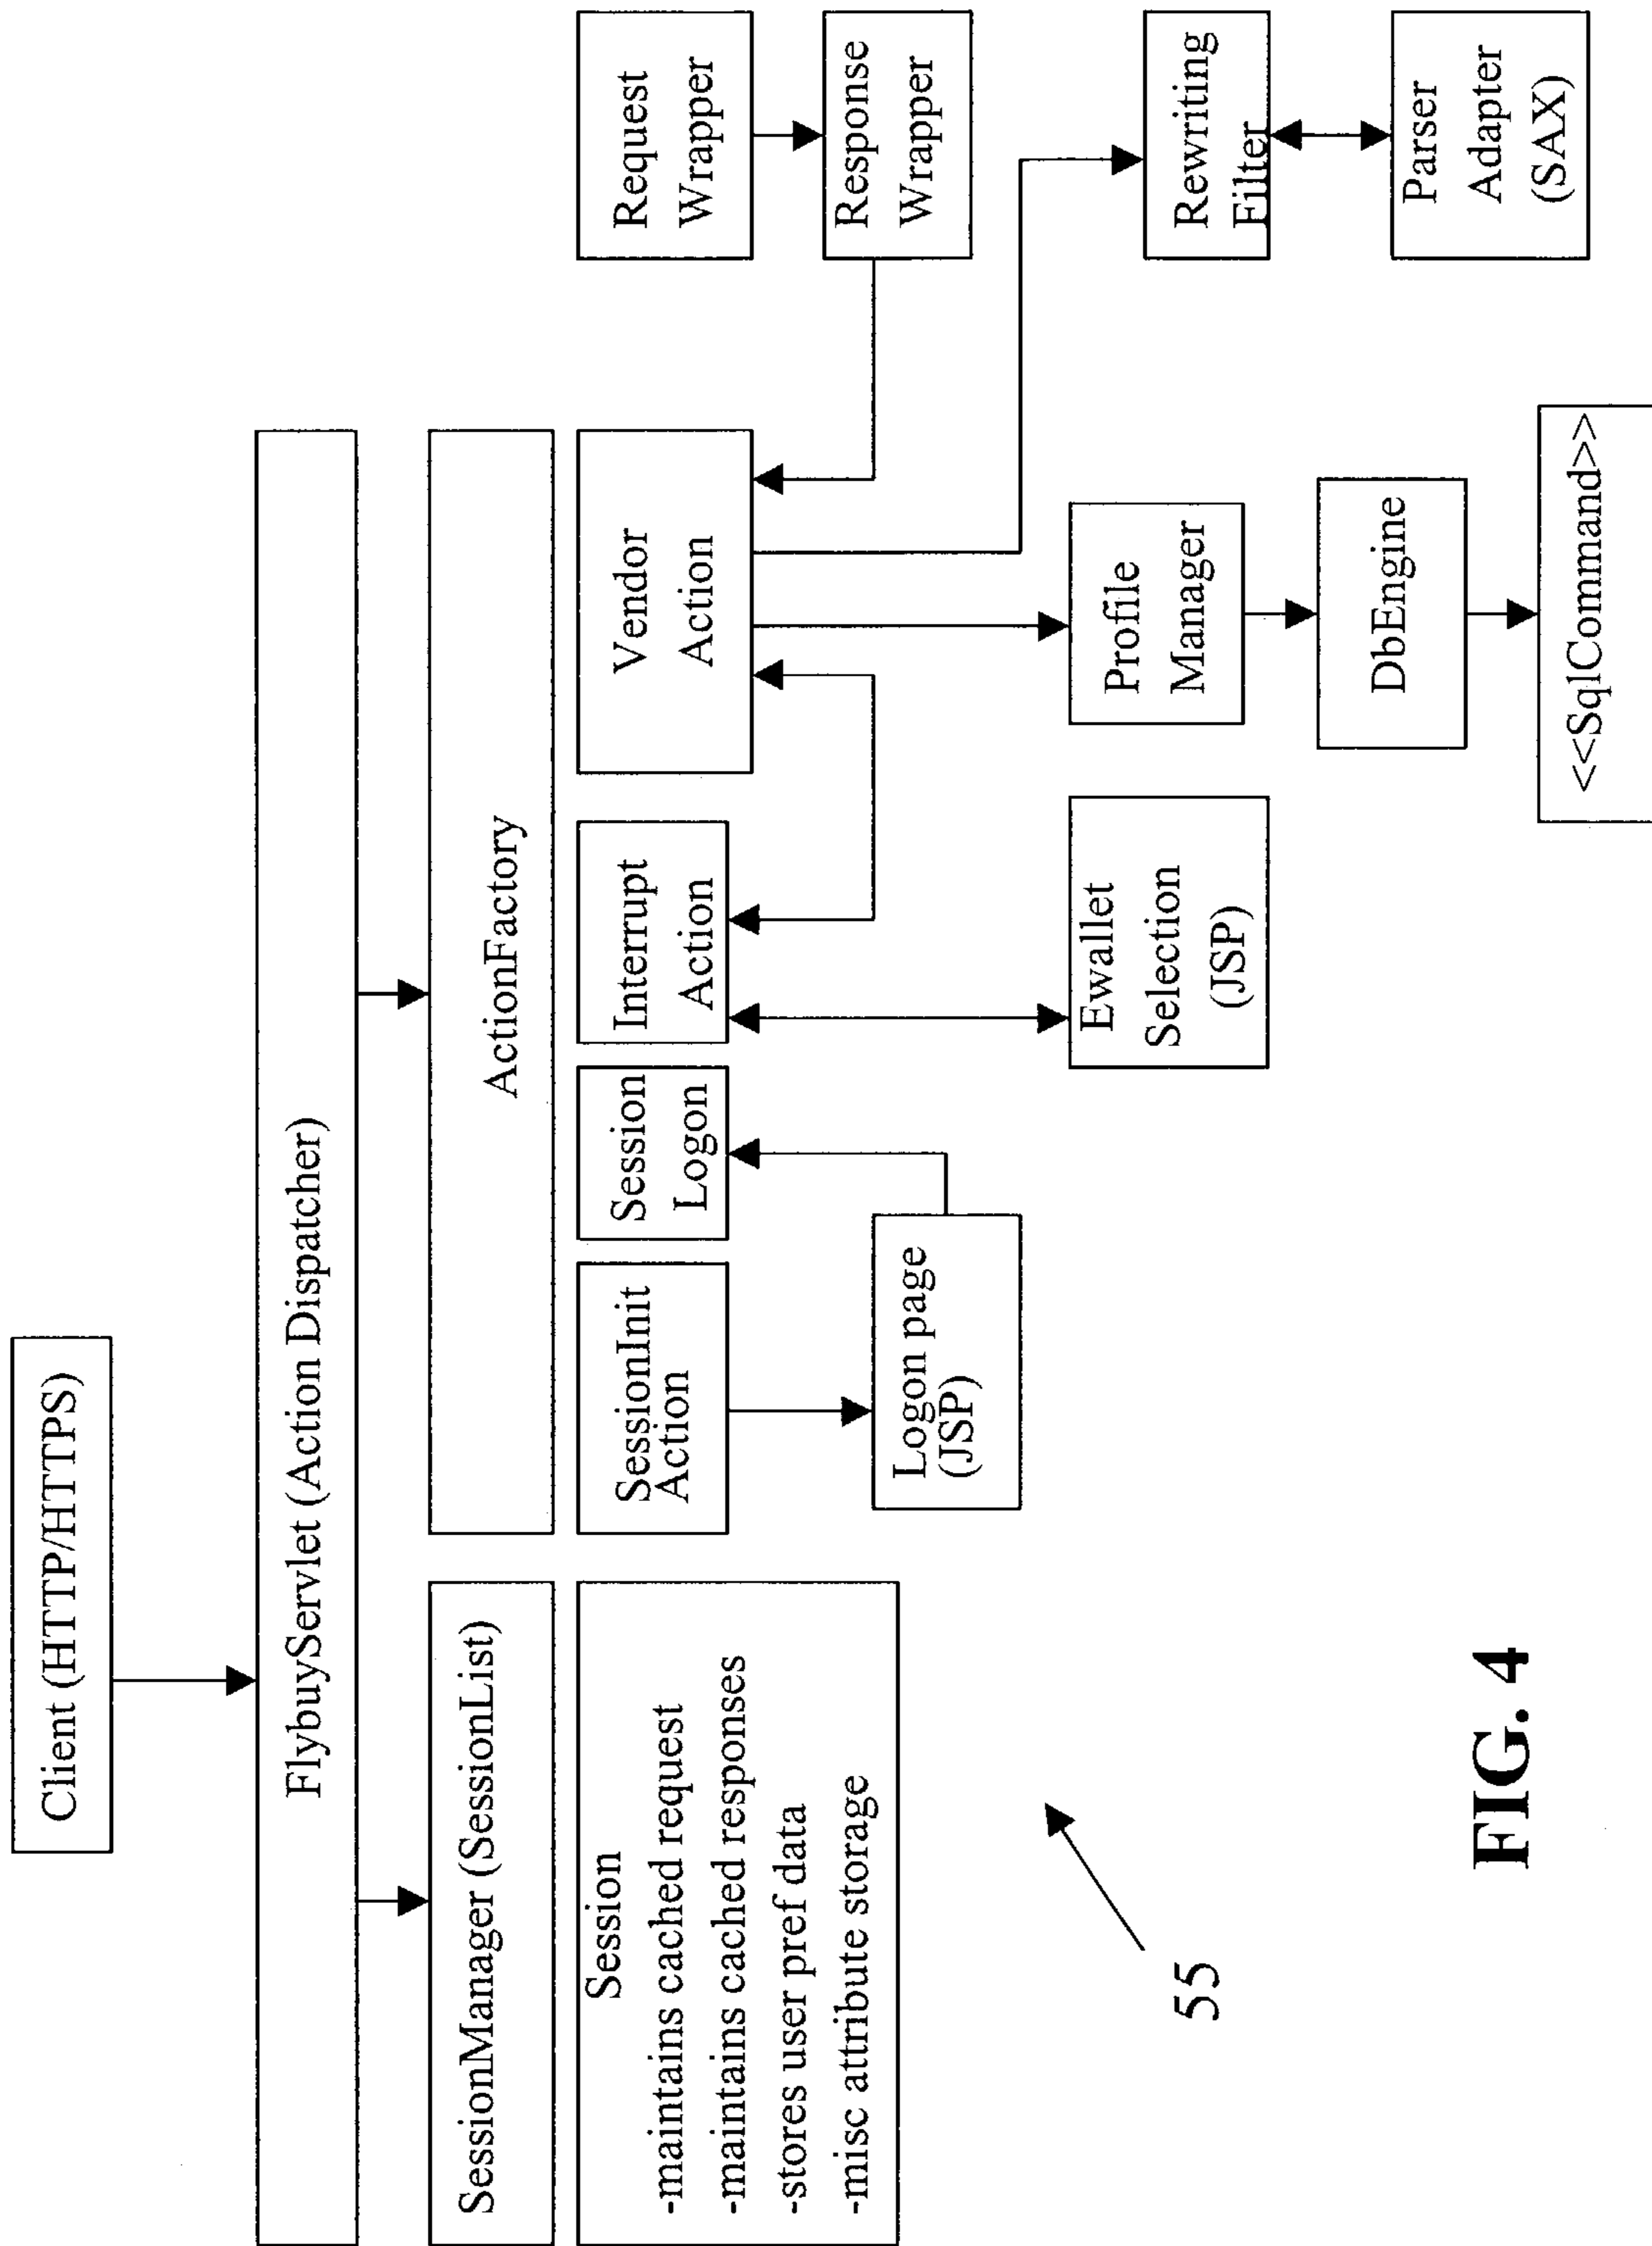 Client (HTTP/HTTPS)
FlybuyServlet (Action Dispatcher)
SessionManager (SessionList)
ActionFactory
Session
-maintains cached request
-maintains cached responses
-stores user pref data
-misc attribute storage
SessionInit
Action
Session
Logon
Interrupt
Action
Vendor
Action
Request
Wrapper
Logon page
(JSP)
Response
Wrapper
Ewallet
Selection
(JSP)
Profile
Manager
Rewriting
Filter
DbEngine
Parser
Adapter
(SAX)
<<SqlCommand>>
55
FIG. 4